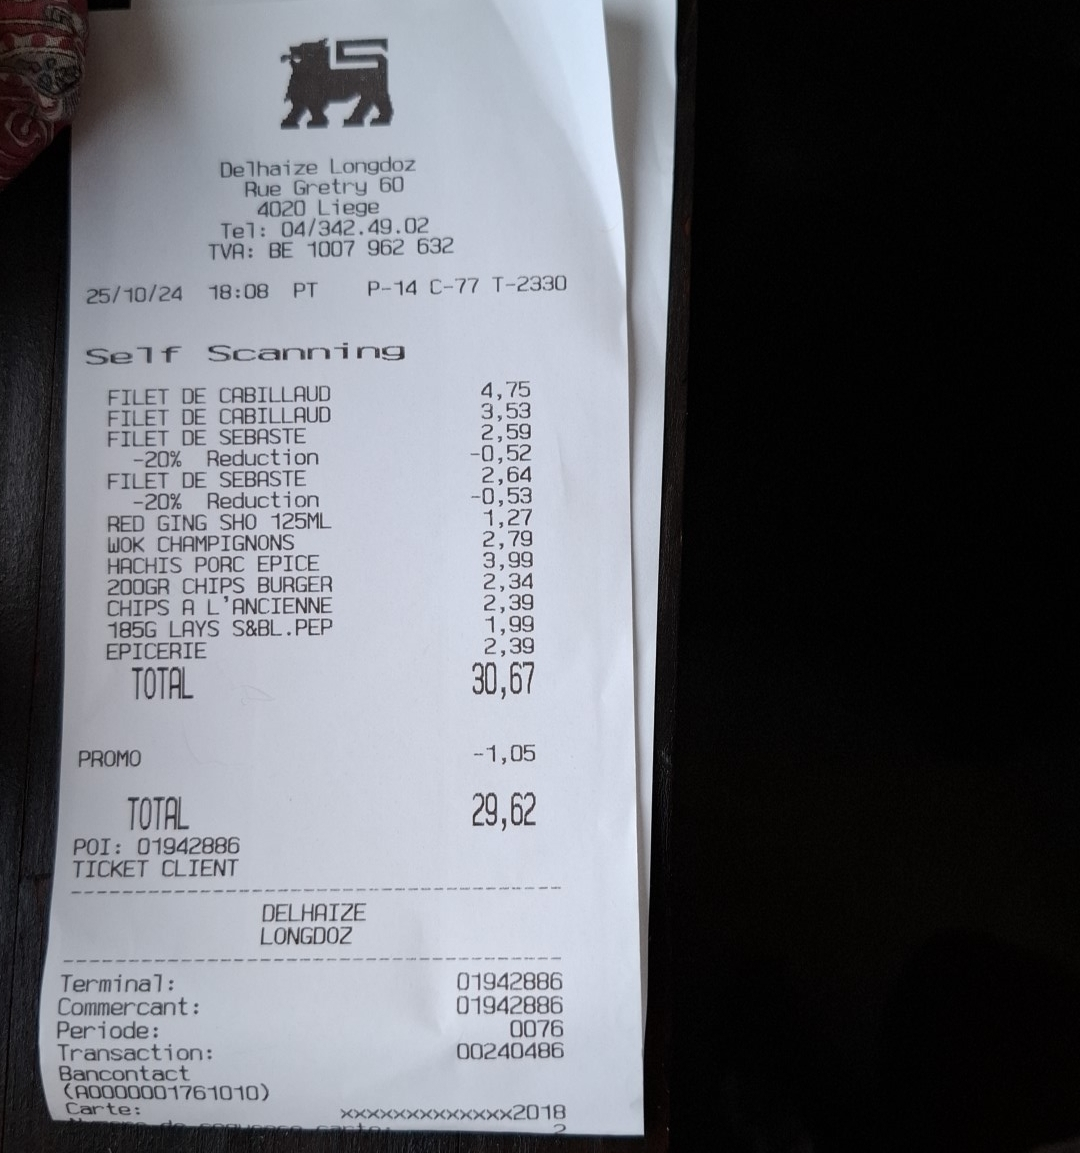 Delhaize Longdoz
Rue Gretry 60
4020 Liege
Tel: 04/342.49.02
TVA: BE 1007 962 632
25/10/24 18:08 PT P-14 C-77 T-2330
Self Scanning
FILET DE CABILLAUD 4,75
FILET DE CABILLAUD 3,53
FILET DE SEBASTE 2,59
-20% Reduction -0,52
FILET DE SEBASTE 2,64
-20% Reduction -0,53
RED GING SHO 125ML 1,27
WOK CHAMPIGNONS 2,79
HACHIS PORC EPICE 3,99
200GR CHIPS BURGER 2,34
CHIPS A L'ANCIENNE 2,39
185G LAYS S&BL.PEP 1,99
EPICERIE 2,39
TOTAL 30,67
PROMO -1,05
TOTAL 29,62
POI: 01942886
TICKET CLIENT
DELHAIZE
LONGDOZ
Terminal: 01942886
Commercant: 01942886
Periode: 0076
Transaction: 00240486
Bancontact
(A0000001761010)
Carte: xxxxxxxxxxxxx2018